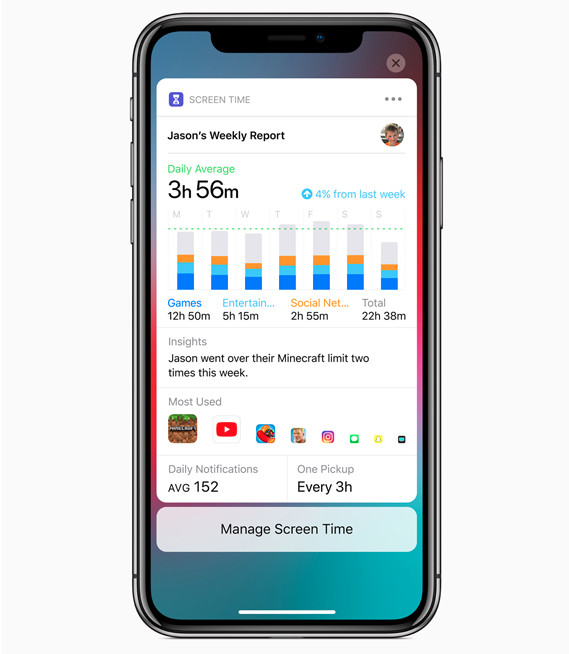 SCREEN TIME
Jason's Weekly Report
Daily Average
3h 56m
4% from last week
M T W T F S S
Games Entertain... Social Net... Total
12h 50m 5h 15m 2h 55m 22h 38m
Insights
Jason went over their Minecraft limit two
times this week.
Most Used
MINECRAFT
Daily Notifications One Pickup
AVG 152 Every 3h
Manage Screen Time